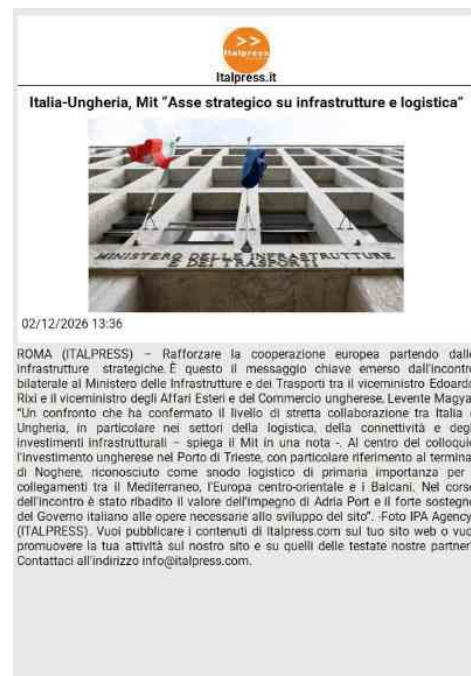 >>
Italpress
Italpress.it
Italia-Ungheria, Mit “Asse strategico su infrastrutture e logistica”
MINISTERO DELLE INFRASTRUTTURE
E DEI TRASPORTI
02/12/2026 13:36
ROMA (ITALPRESS) – Rafforzare la cooperazione europea partendo dalle
infrastrutture strategiche. È questo il messaggio chiave emerso dall'incontro
bilaterale al Ministero delle Infrastrutture e dei Trasporti tra il viceministro Edoardo
Rixi e il viceministro degli Affari Esteri e del Commercio ungherese, Levente Magya
“Un confronto che ha confermato il livello di stretta collaborazione tra Italia
Ungheria, in particolare nei settori della logistica, della connettività e degl
investimenti infrastrutturali – spiega il Mit in una nota -. Al centro del colloqui
l'investimento ungherese nel Porto di Trieste, con particolare riferimento al termina
di Noghere, riconosciuto come snodo logistico di primaria importanza per
collegamenti tra il Mediterraneo, l'Europa centro-orientale e i Balcani. Nel cors
dell'incontro è stato ribadito il valore dell'impegno di Adria Port e il forte sostegn
del Governo italiano alle opere necessarie allo sviluppo del sito”. -Foto IPA Agency
(ITALPRESS). Vuoi pubblicare i contenuti di Italpress.com sul tuo sito web o vuo
promuovere la tua attività sul nostro sito e su quelli delle testate nostre partner
Contattaci all'indirizzo info@italpress.com.